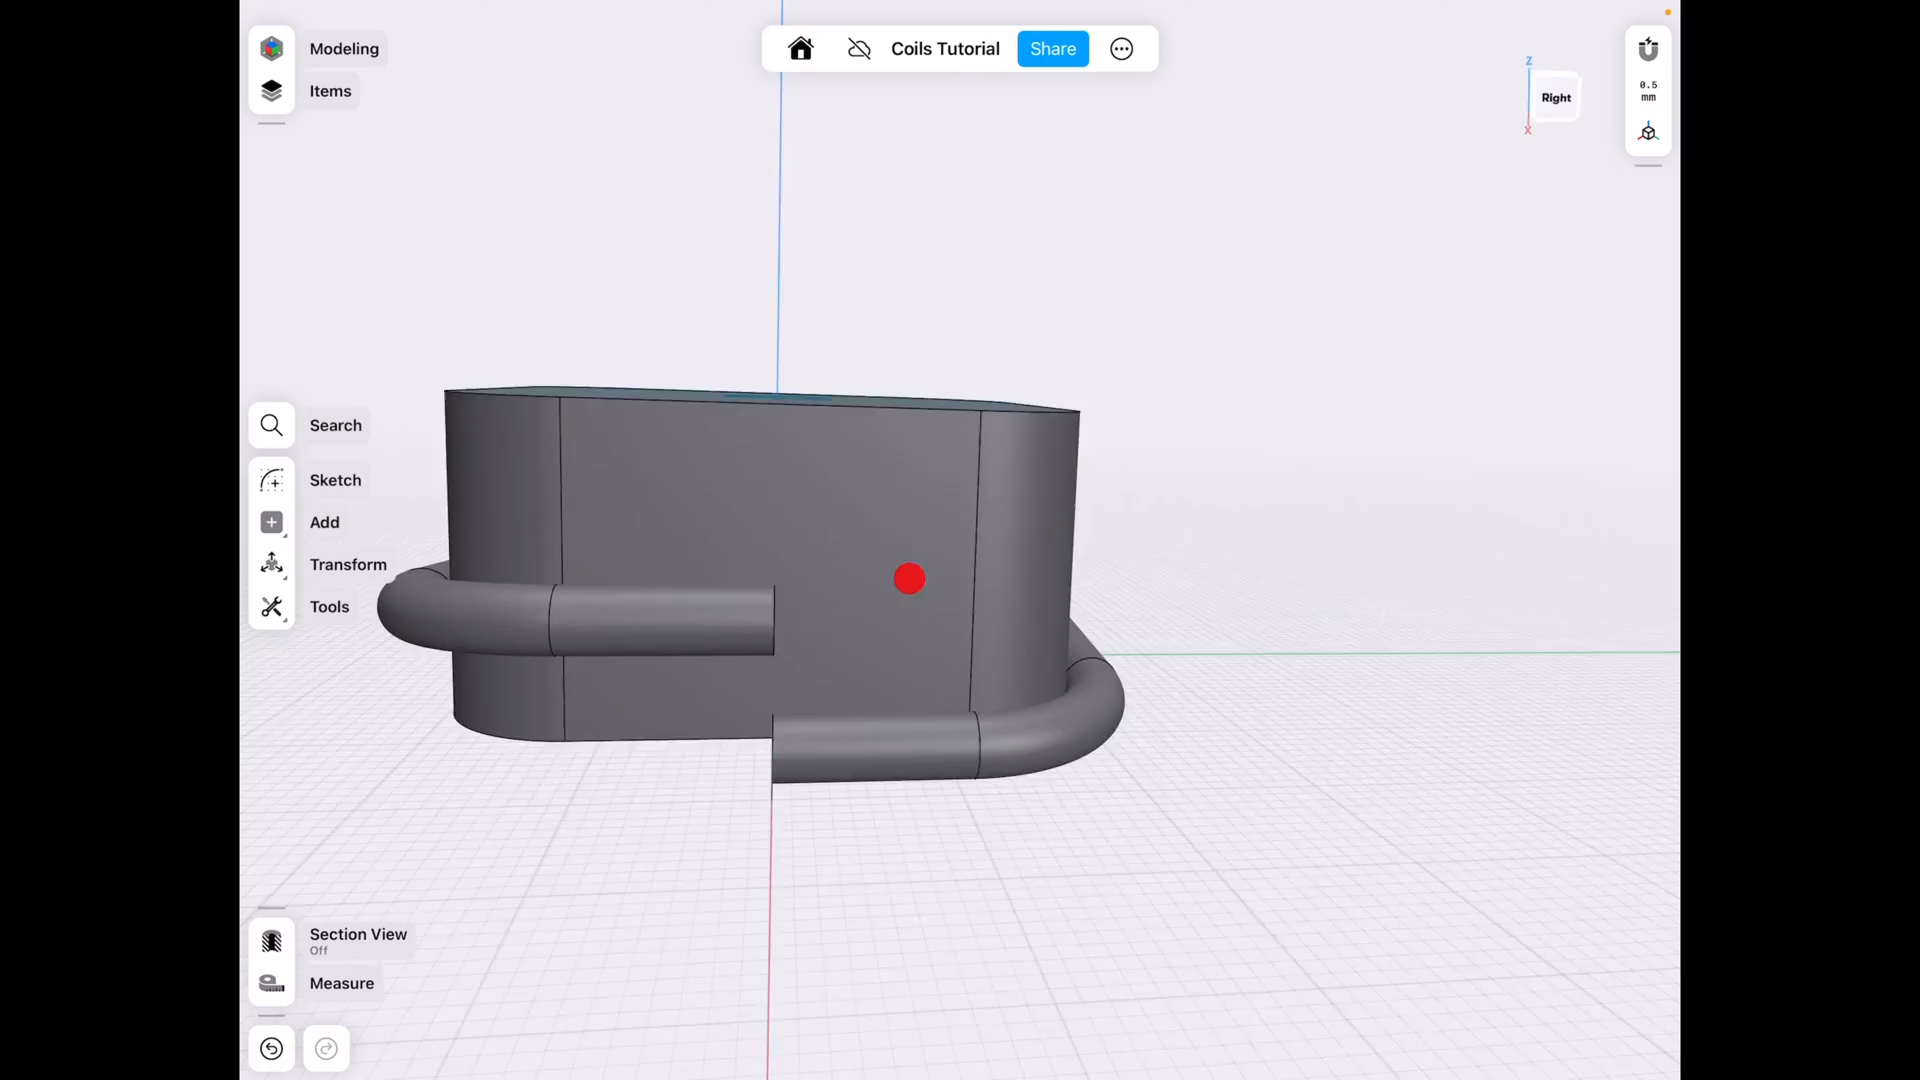 Modeling
Items
Coils Tutorial
Share
Z
Right
X
0.5
mm
Search
Sketch
Add
Transform
Tools
Section View
Off
Measure